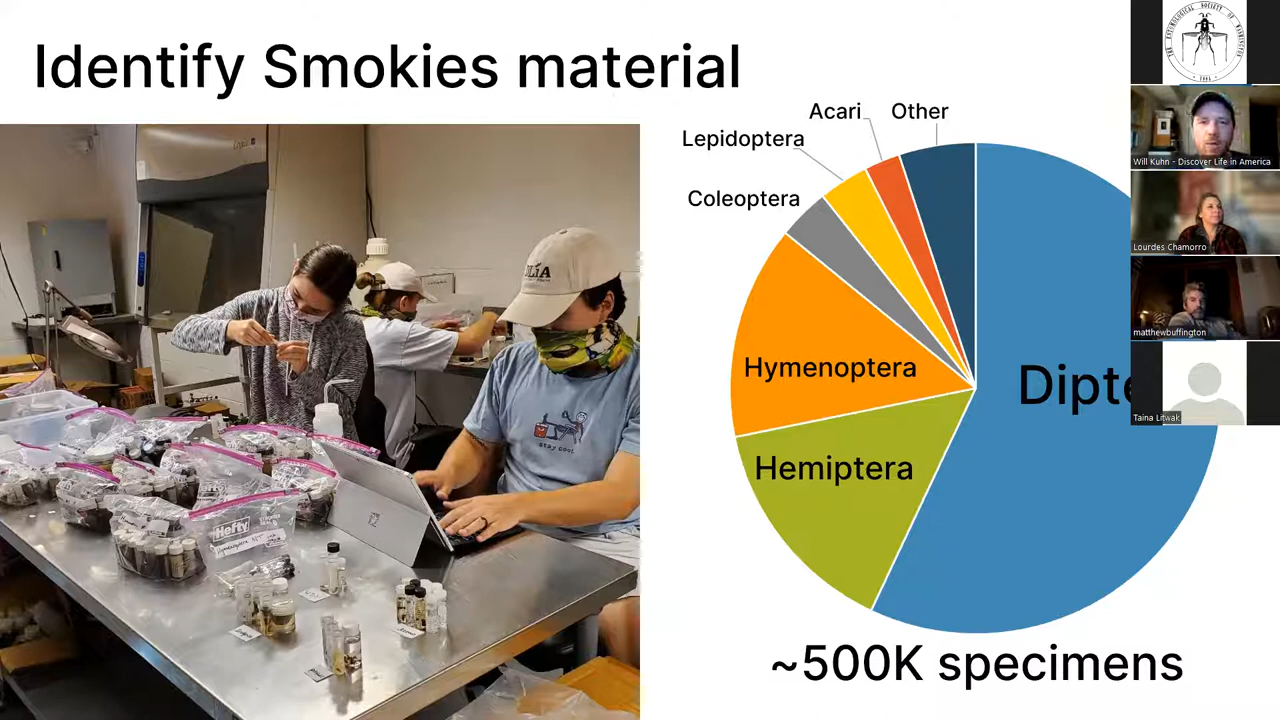 Identify Smokies material
Acari
Other
Lepidoptera
Coleoptera
Hymenoptera
Hemiptera
Dipte
~500K specimens
Will Kuhn - Discover Life in America
Lourdes Chamorro
matthewbuffington
Taina Litwak
DLiA
stay cool
Hefty